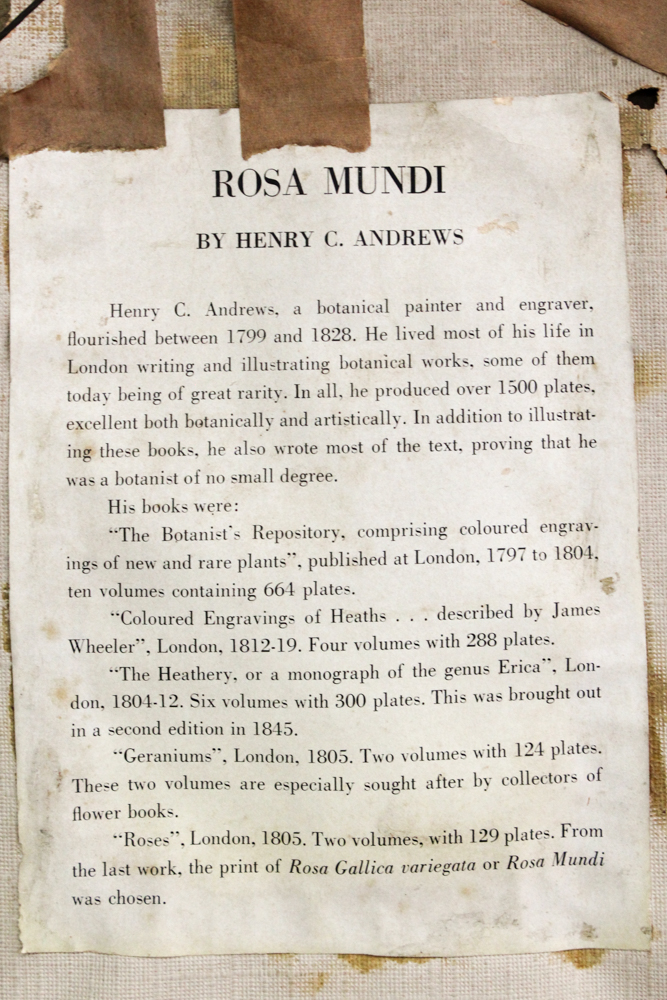 ROSA MUNDI
BY HENRY C. ANDREWS
Henry C. Andrews, a botanical painter and engraver,
flourished between 1799 and 1828. He lived most of his life in
London writing and illustrating botanical works, some of them
today being of great rarity. In all, he produced over 1500 plates,
excellent both botanically and artistically. In addition to illustrat-
ing these books, he also wrote most of the text, proving that he
was a botanist of no small degree.
His books were:
“The Botanist's Repository, comprising coloured engrav-
ings of new and rare plants”, published at London, 1797 to 1804,
ten volumes containing 664 plates.
“Coloured Engravings of Heaths . . . described by James
Wheeler”, London, 1812-19. Four volumes with 288 plates.
“The Heathery, or a monograph of the genus Erica”, Lon-
don, 1804-12. Six volumes with 300 plates. This was brought out
in a second edition in 1845.
“Geraniums”, London, 1805. Two volumes with 124 plates.
These two volumes are especially sought after by collectors of
flower books.
“Roses”, London, 1805. Two volumes, with 129 plates. From
the last work, the print of Rosa Gallica variegata or Rosa Mundi
was chosen.